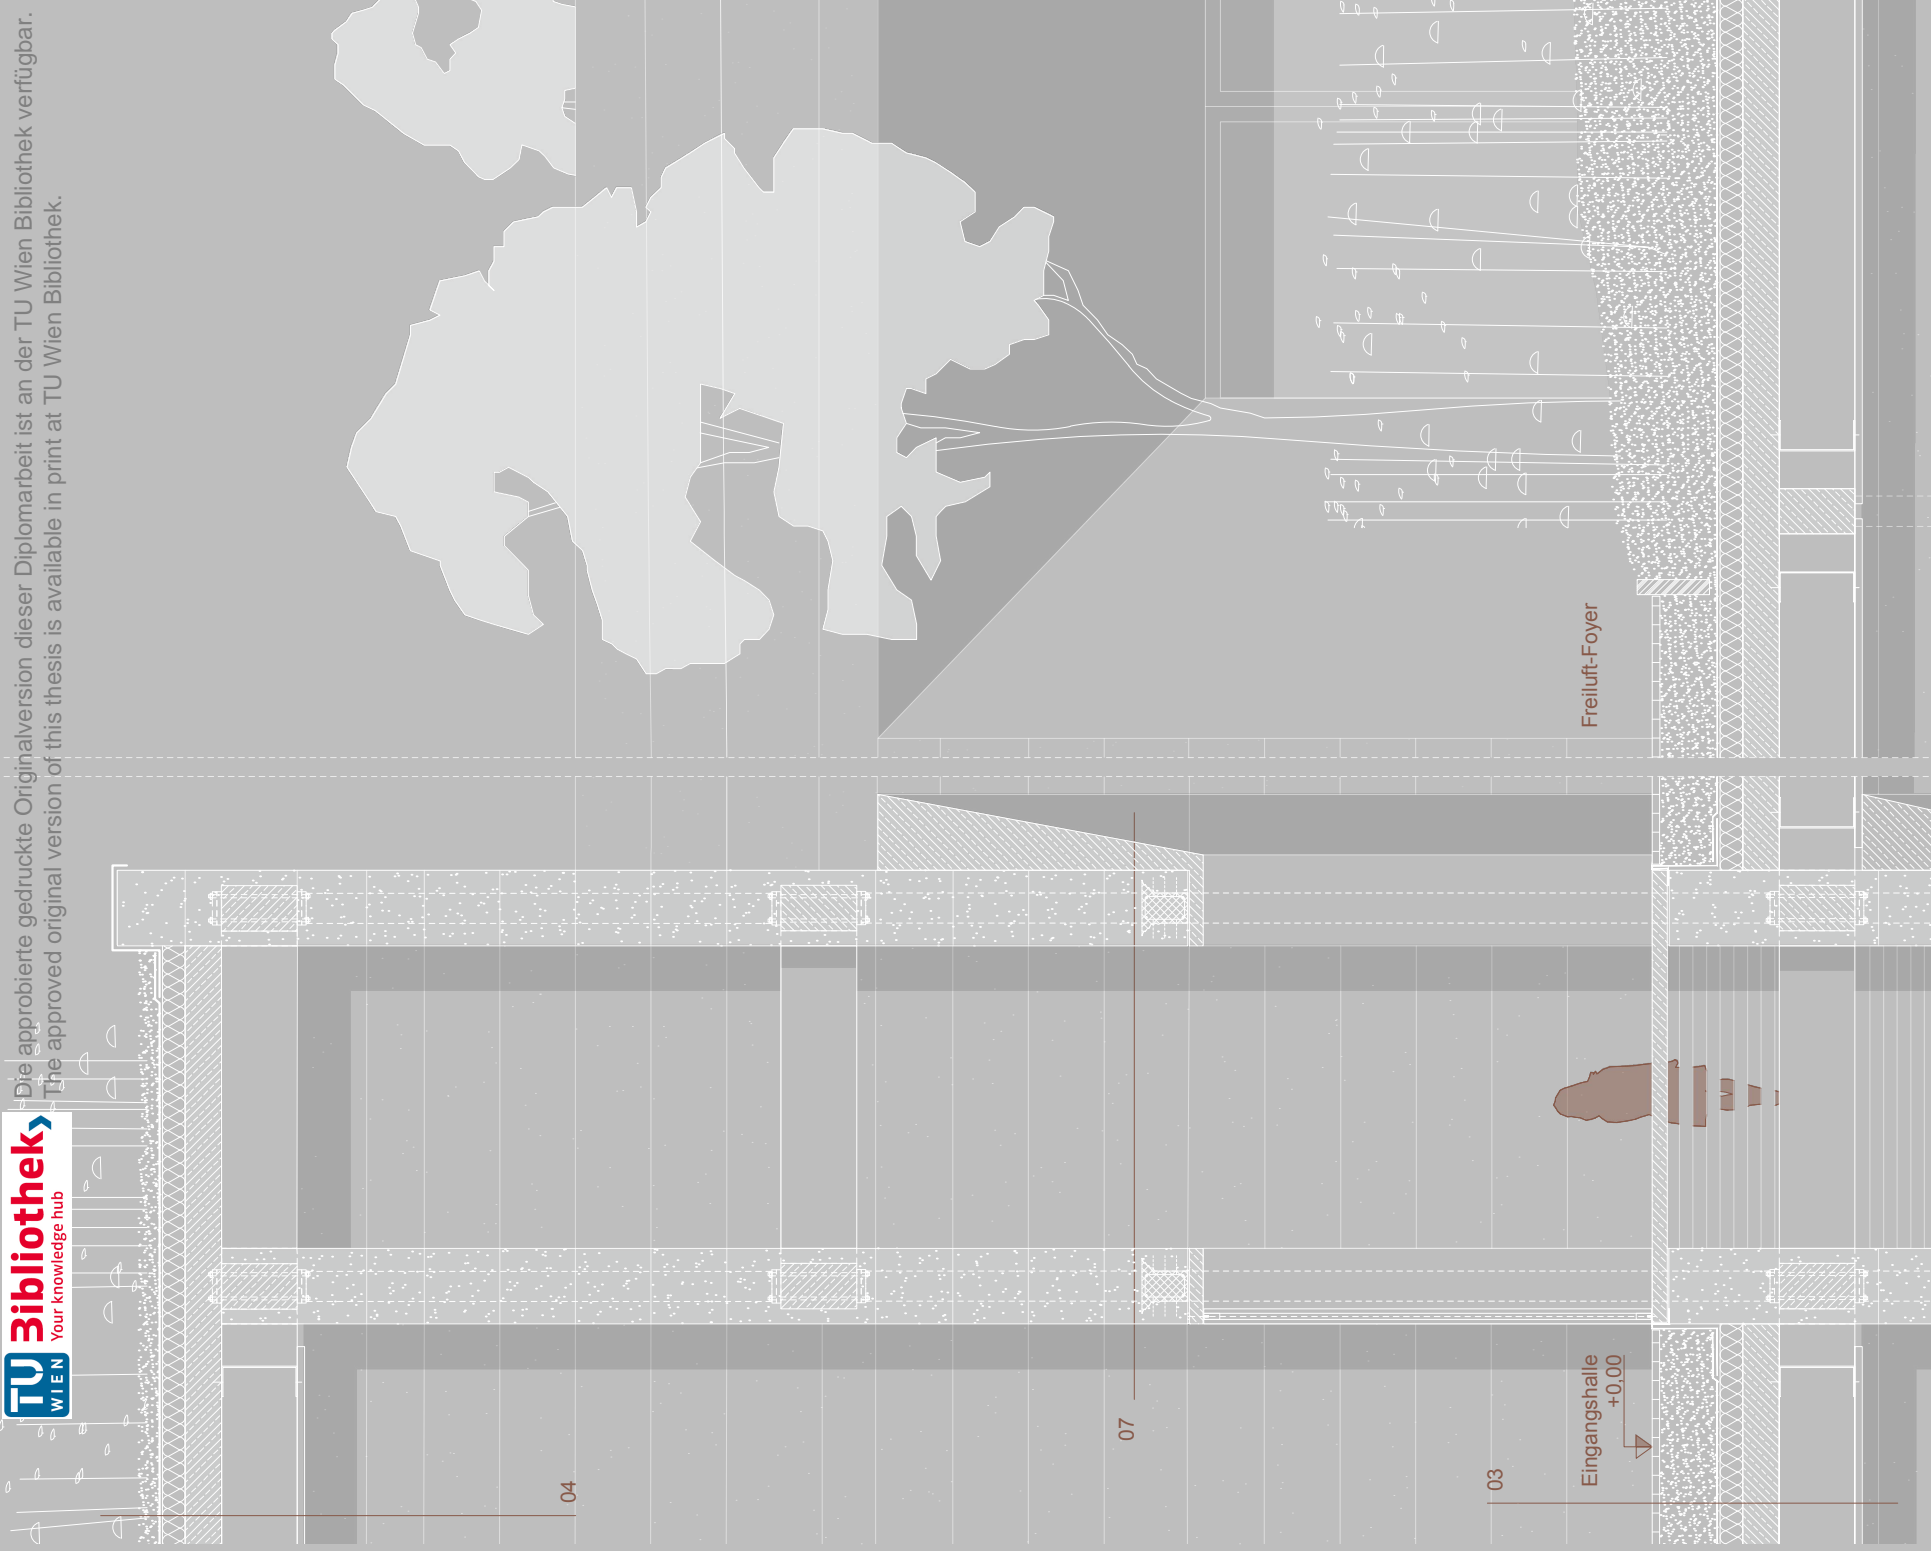 Die approbierte gedruckte Originalversion dieser Diplomarbeit ist an der TU Wien Bibliothek verfügbar.
The approved original version of this thesis is available in print at TU Wien Bibliothek.
TU
WIEN
Bibliothek
Your knowledge hub
Freiluft-Foyer
Eingangshalle
+0,00
04
07
03